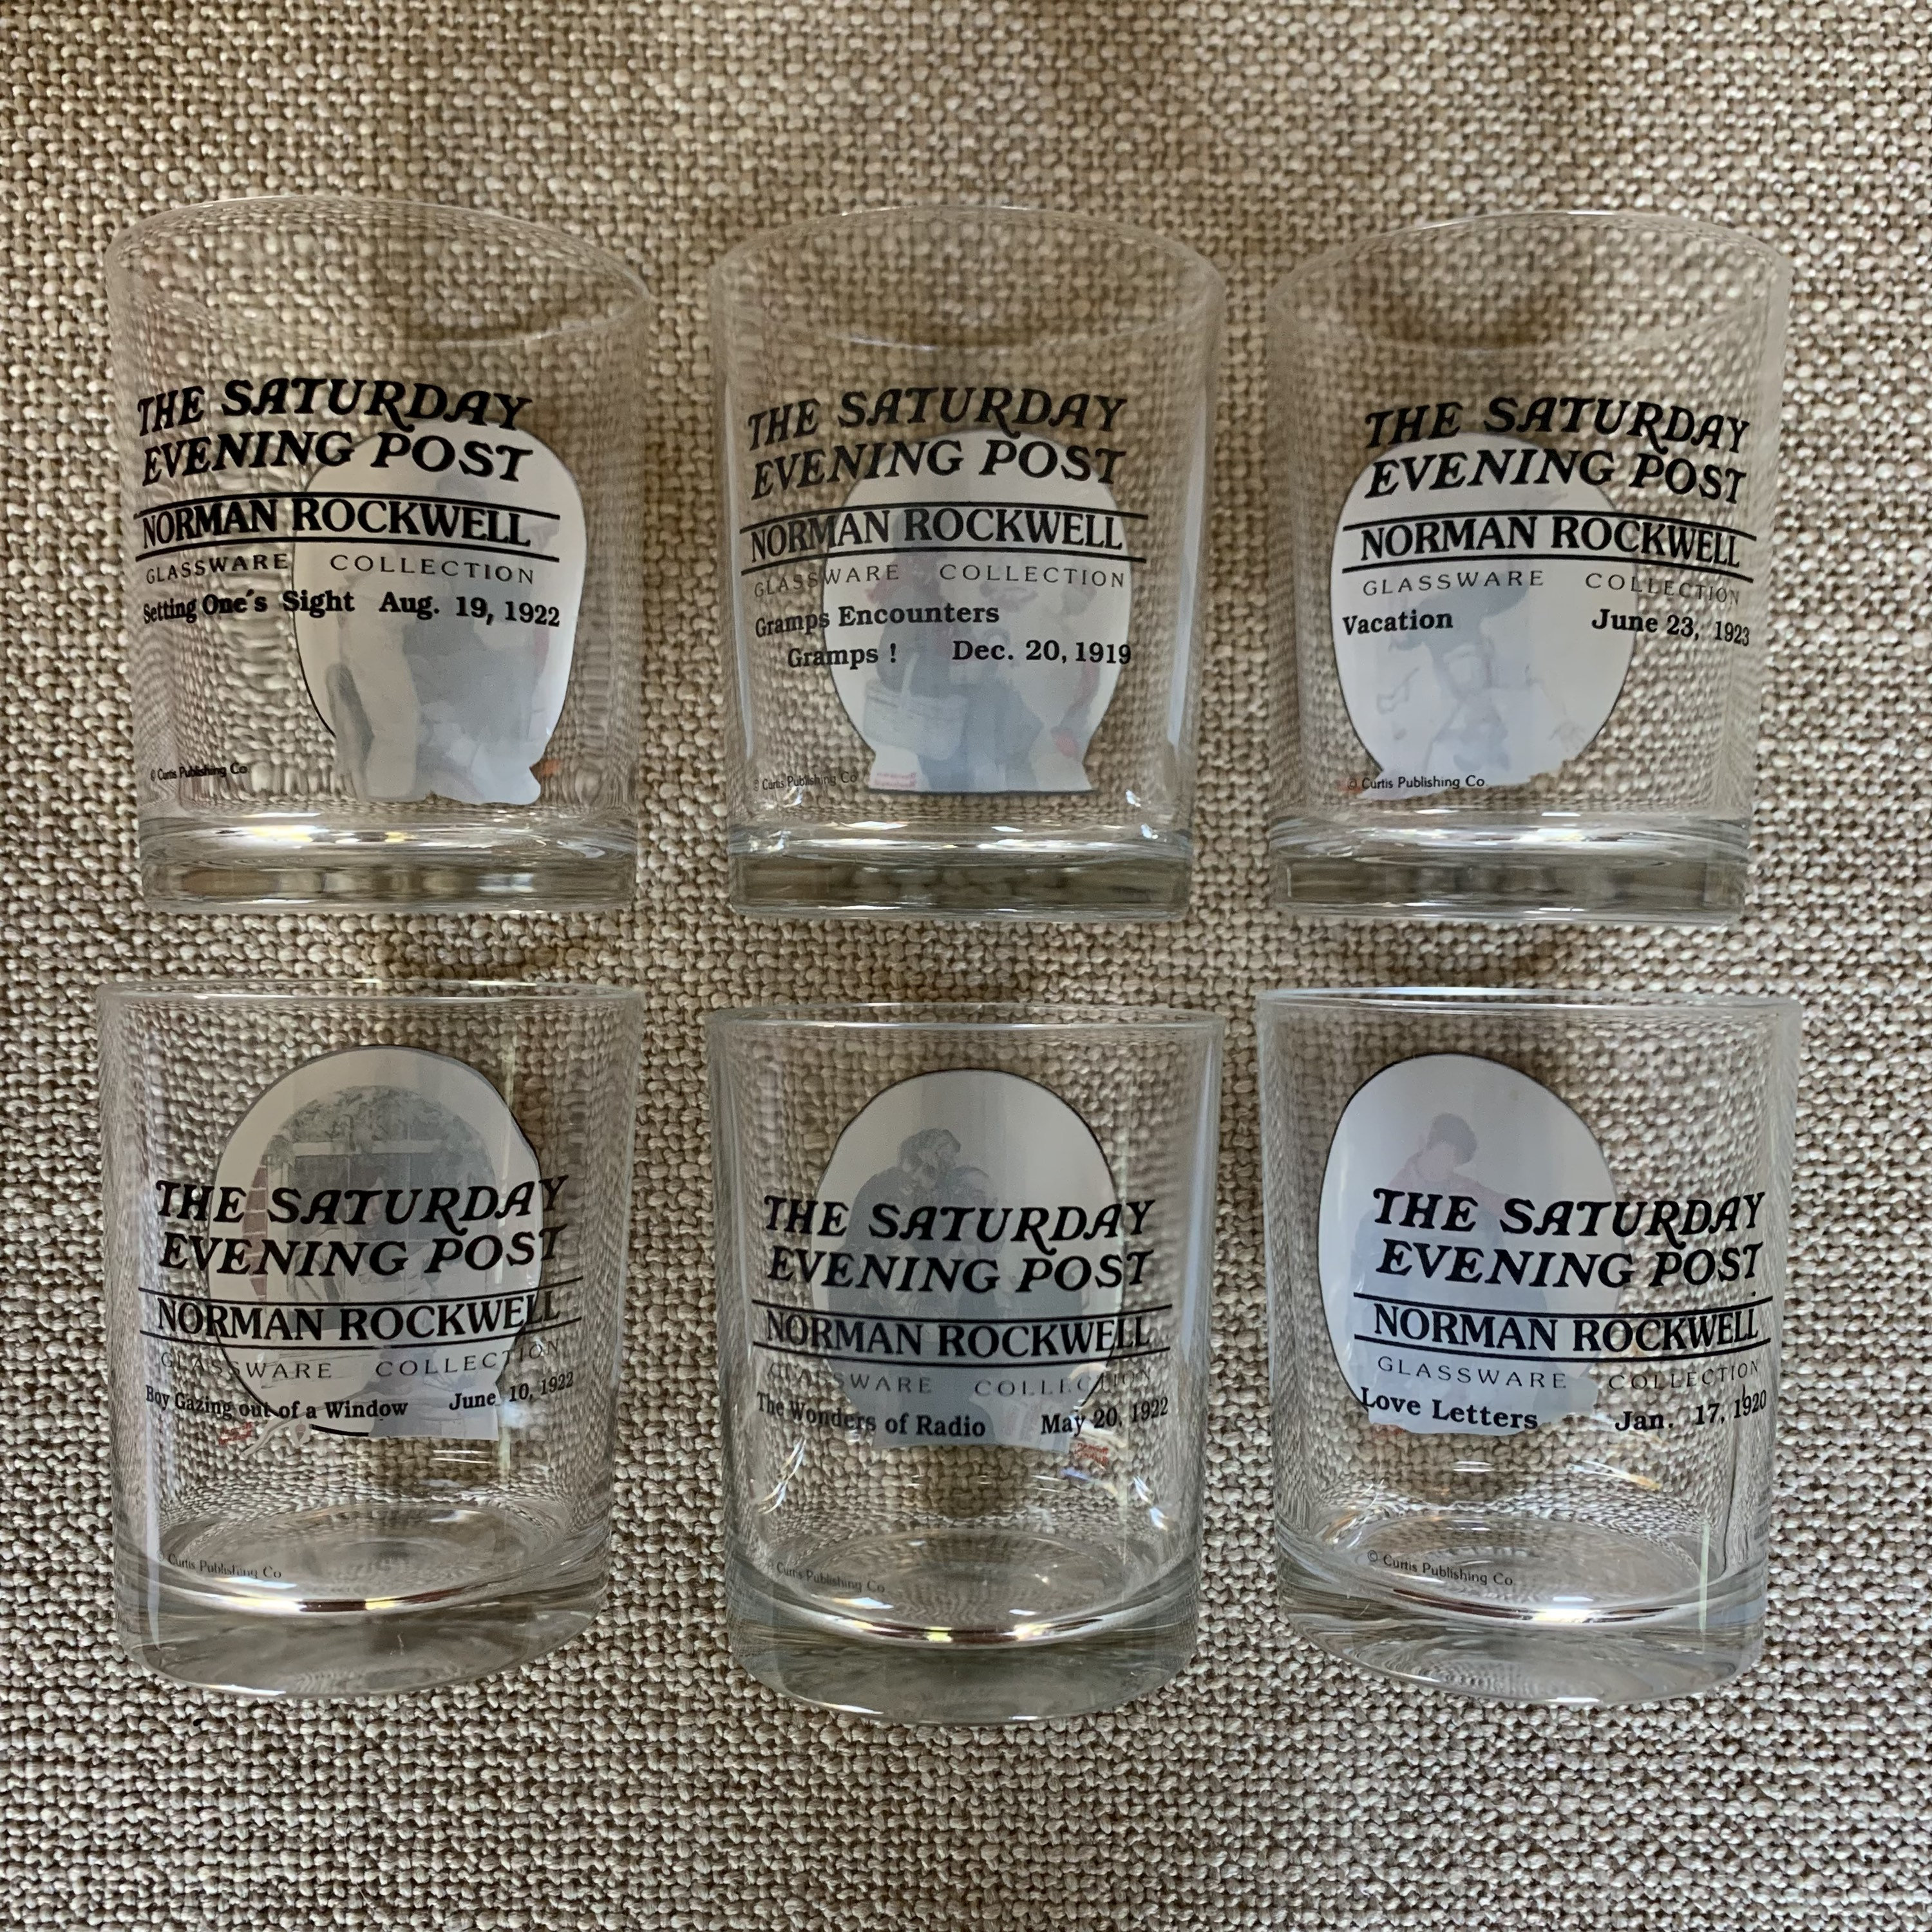 THE SATURDAY
EVENING POST
NORMAN ROCKWELL
GLASSWARE COLLECTION
Setting One's Sight Aug. 19, 1922
© Curtis Publishing Co
THE SATURDAY
EVENING POST
NORMAN ROCKWELL
GLASSWARE COLLECTION
Gramps Encounters
Gramps ! Dec. 20, 1919
© Curtis Publishing Co
THE SATURDAY
EVENING POST
NORMAN ROCKWELL
GLASSWARE COLLECTION
Vacation June 23, 1923
© Curtis Publishing Co
THE SATURDAY
EVENING POST
NORMAN ROCKWELL
GLASSWARE COLLECTION
Boy Gazing out of a Window June 10, 1922
© Curtis Publishing Co
THE SATURDAY
EVENING POST
NORMAN ROCKWELL
GLASSWARE COLLECTION
The Wonders of Radio May 20, 1922
© Curtis Publishing Co
THE SATURDAY
EVENING POST
NORMAN ROCKWELL
GLASSWARE COLLECTION
Love Letters Jan. 17, 1920
© Curtis Publishing Co